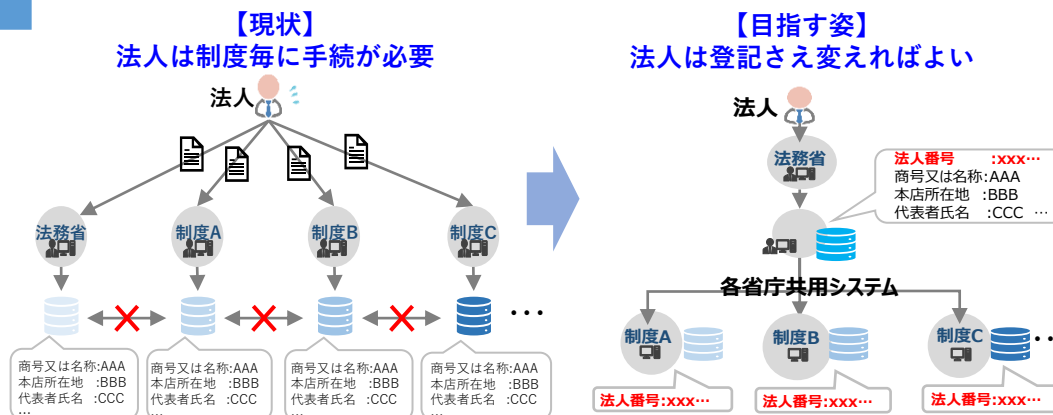 【現状】
法人は制度毎に手続が必要
法人
法務省
制度A
制度B
制度C
･･･
商号又は名称:AAA
本店所在地 :BBB
代表者氏名 :CCC
…
商号又は名称:AAA
本店所在地 :BBB
代表者氏名 :CCC
…
商号又は名称:AAA
本店所在地 :BBB
代表者氏名 :CCC
…
商号又は名称:AAA
本店所在地 :BBB
代表者氏名 :CCC
…
【目指す姿】
法人は登記さえ変えればよい
法人
法務省
法人番号 :xxx…
商号又は名称:AAA
本店所在地 :BBB
代表者氏名 :CCC …
各省庁共用システム
制度A
制度B
制度C
･･
法人番号:xxx…
法人番号:xxx…
法人番号:xxx…